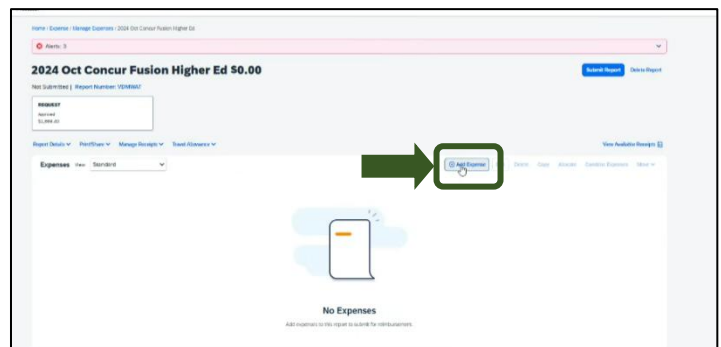 Home / Expense / Manage Expenses / 2024 Oct Concur Fusion Higher Ed
Alerts: 3
2024 Oct Concur Fusion Higher Ed $0.00
Submit Report Delete Report
Not Submitted | Report Number:
REQUEST
Approved
Report Details Print/Share Manage Receipts Travel Allowance
View Available Receipts
Expenses View: Standard
Add Expense Edit Delete Copy Allocate Combine Expenses More
No Expenses
Add expenses to this report to submit for reimbursement.